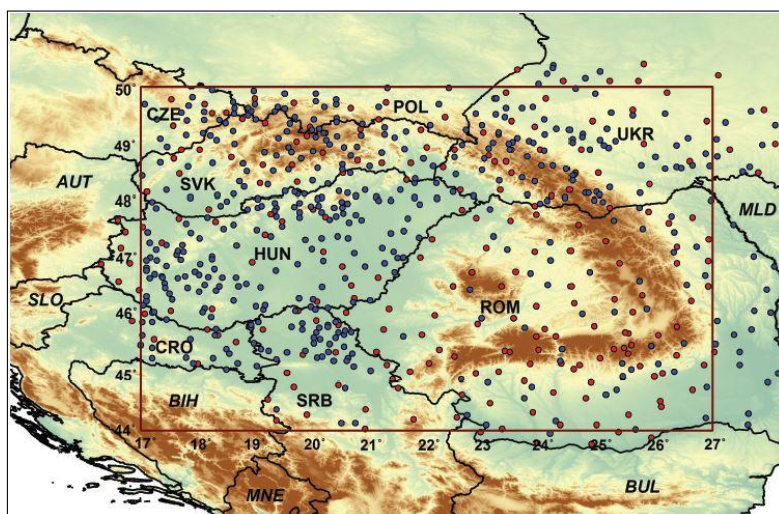 50°
POL
CZE
UKR
49°
AUT
SVK
48°
MLD
HUN
47°
SLO
46°
ROM
CRO
45°
BIH
SRB
44°
17° 18° 19° 20° 21° 22° 23° 24° 25° 26° 27°
BUL
MNE